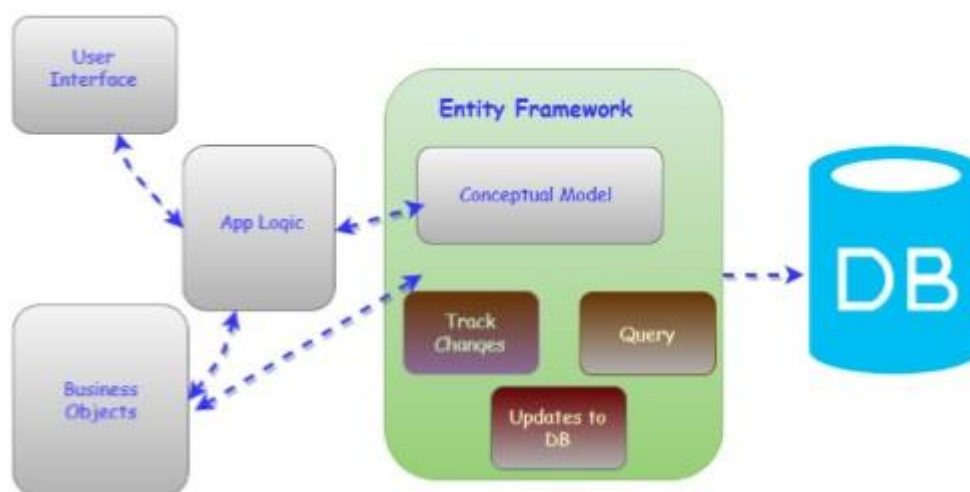 User
Interface
Entity Framework
Conceptual Model
App Logic
DB
Track
Changes
Query
Business
Objects
Updates to
DB